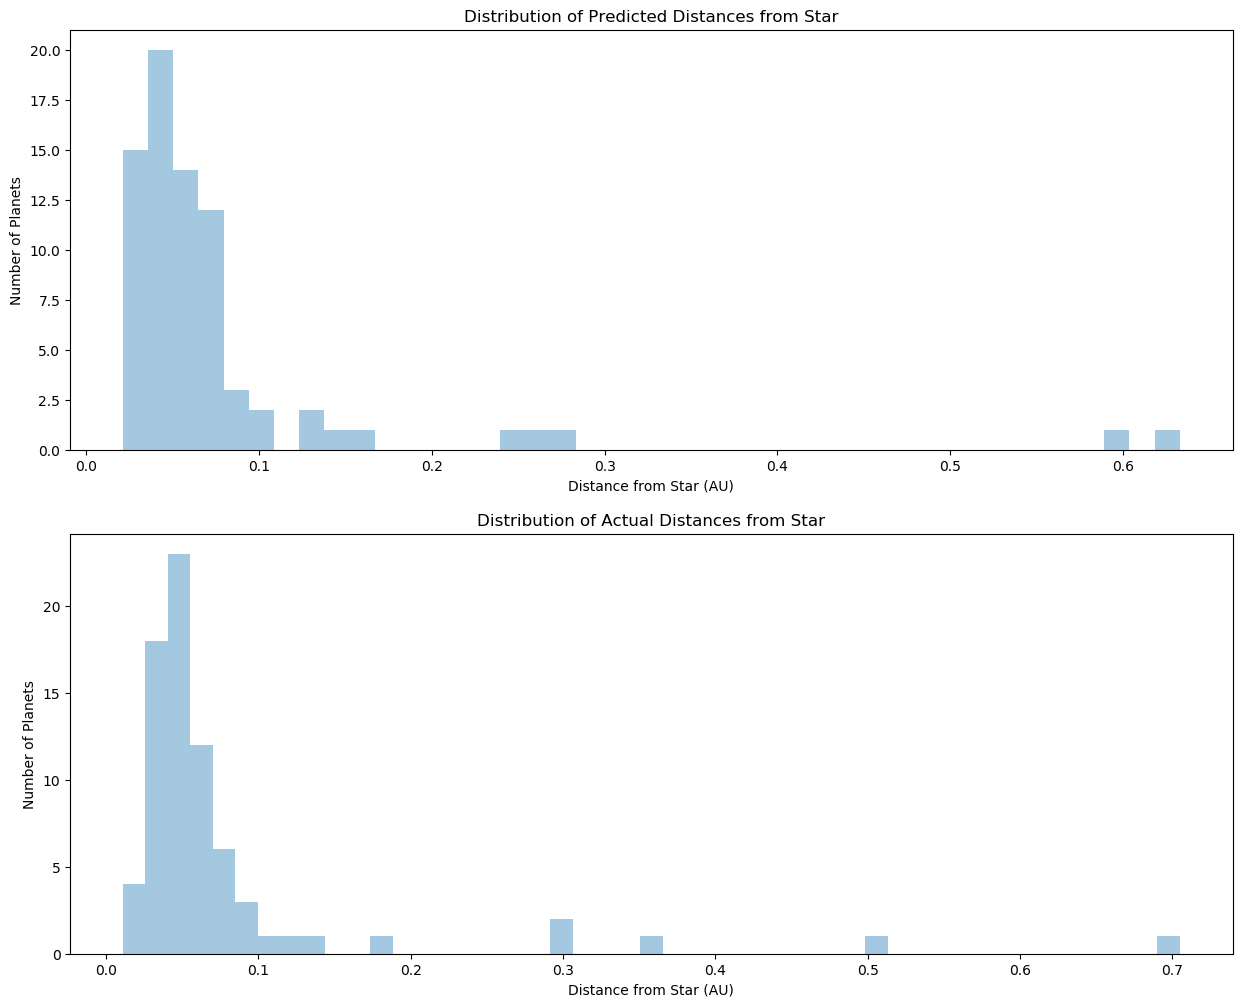 Distribution of Predicted Distances from Star
20.0
17.5
15.0
12.5
10.0
7.5
5.0
2.5
0.0
Number of Planets
0.0 0.1 0.2 0.3 0.4 0.5 0.6
Distance from Star (AU)
Distribution of Actual Distances from Star
20
15
10
5
0
Number of Planets
0.0 0.1 0.2 0.3 0.4 0.5 0.6 0.7
Distance from Star (AU)